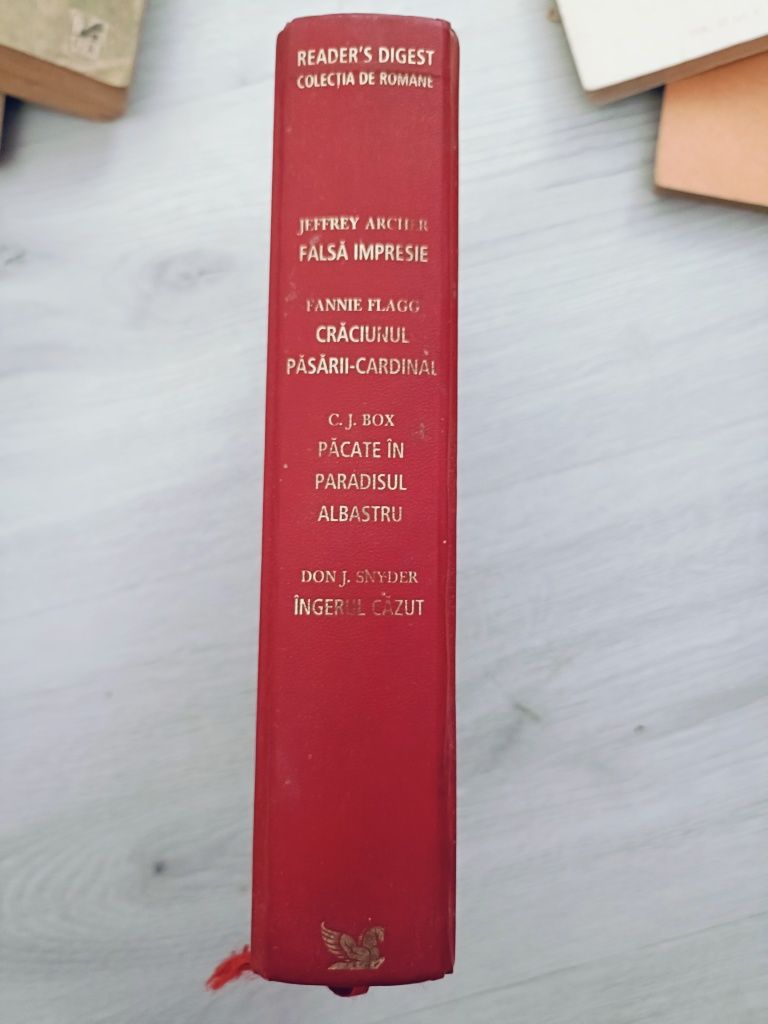 READER'S DIGEST
COLECȚIA DE ROMANE
JEFFREY ARCHER
FALSĂ IMPRESIE
FANNIE FLAGG
CRĂCIUNUL
PĂSĂRII-CARDINAL
C. J. BOX
PĂCATE ÎN
PARADISUL
ALBASTRU
DON J. SNYDER
ÎNGERUL CĂZUT